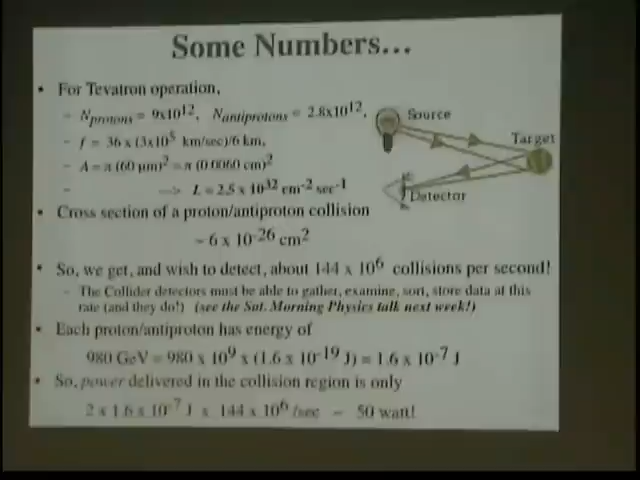 Some Numbers...
• For Tevatron operation,
– Nprotons = 9x10^12, Nantiprotons = 2.8x10^12,
– f = 36 x (3x10^5 km/sec)/6 km,
– A = π (60 μm)^2 = π (0.0060 cm)^2
– ==> L = 2.5 x 10^32 cm^-2 sec^-1
Source
Target
Detector
• Cross section of a proton/antiproton collision
~ 6 x 10^-26 cm^2
• So, we get, and wish to detect, about 144 x 10^6 collisions per second!
– The Collider detectors must be able to gather, examine, sort, store data at this
rate (and they do!) (see the Sat. Morning Physics talk next week!)
• Each proton/antiproton has energy of
980 GeV = 980 x 10^9 x (1.6 x 10^-19 J) = 1.6 x 10^-7 J
• So, power delivered in the collision region is only
2 x 1.6 x 10^-7 J x 144 x 10^6 /sec ~ 50 watt!